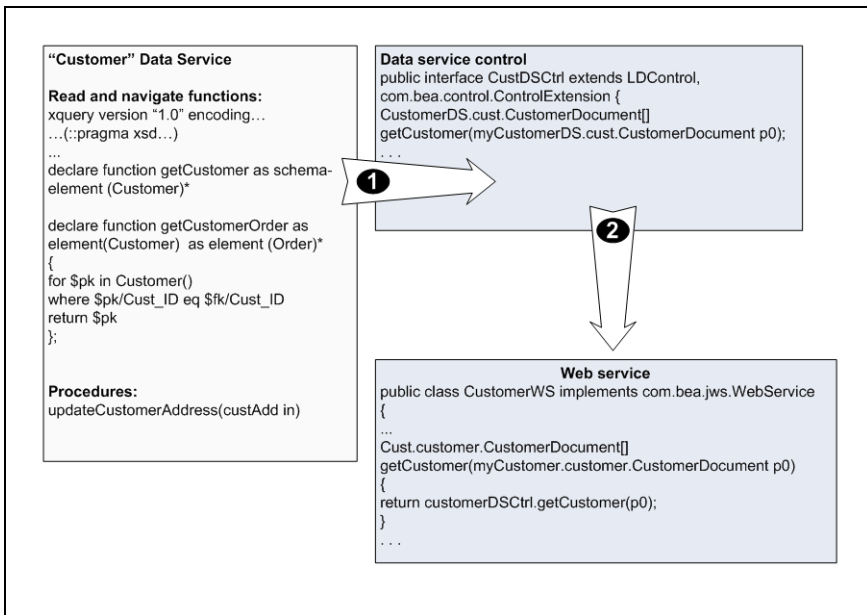 “Customer” Data Service
Read and navigate functions:
xquery version “1.0” encoding…
…(::pragma xsd…)
...
declare function getCustomer as schema-
element (Customer)*
declare function getCustomerOrder as
element(Customer)  as element (Order)*
{
for $pk in Customer()
where $pk/Cust_ID eq $fk/Cust_ID
return $pk
};
Procedures:
updateCustomerAddress(custAdd in)
1
Data service control
public interface CustDSCtrl extends LDControl,
com.bea.control.ControlExtension {
CustomerDS.cust.CustomerDocument[]
getCustomer(myCustomerDS.cust.CustomerDocument p0);
. . .
2
Web service
public class CustomerWS implements com.bea.jws.WebService
{
...
Cust.customer.CustomerDocument[]
getCustomer(myCustomer.customer.CustomerDocument p0)
{
return customerDSCtrl.getCustomer(p0);
}
. . .